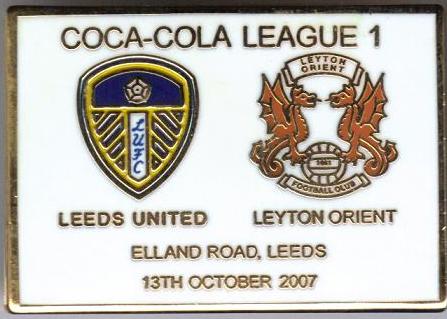 COCA-COLA LEAGUE 1
LEYTON
ORIENT
LUFC
1881
FOOTBALL CLUB
LEEDS UNITED
LEYTON ORIENT
ELLAND ROAD, LEEDS
13TH OCTOBER 2007